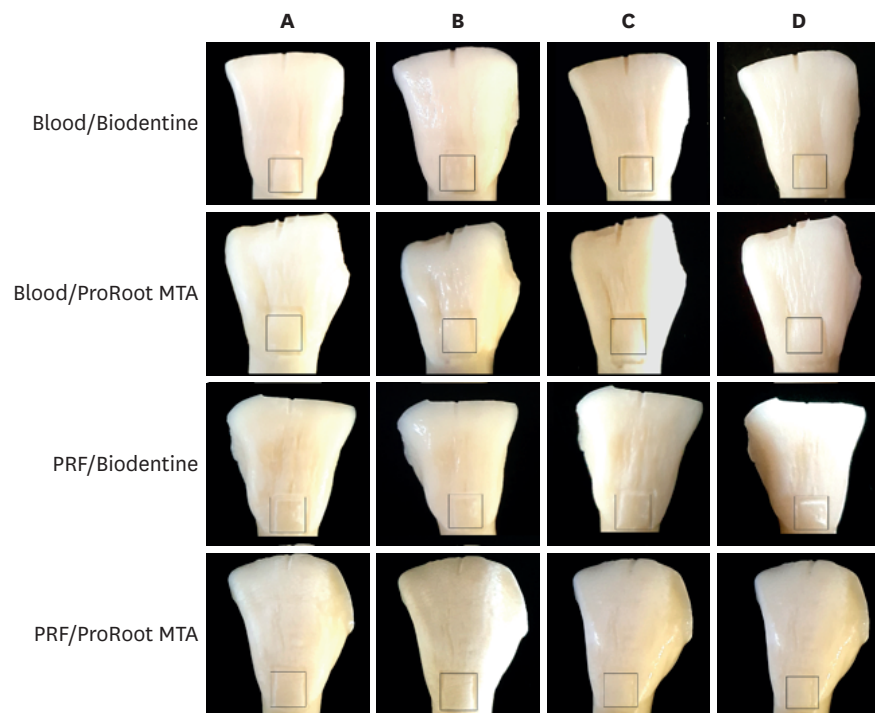 A B C D
Blood/Biodentine
Blood/ProRoot MTA
PRF/Biodentine
PRF/ProRoot MTA